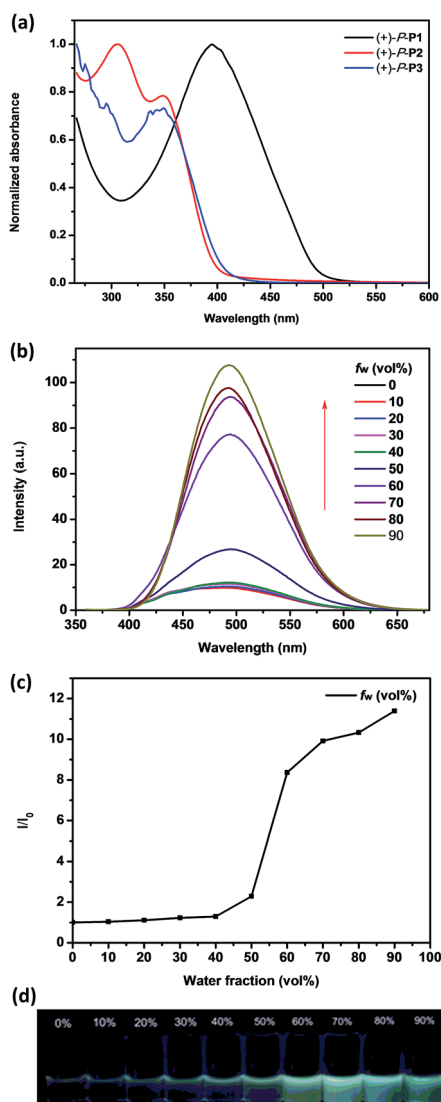 (a)
(+)-P-P1
(+)-P-P2
(+)-P-P3
Normalized absorbance
1.0
0.8
0.6
0.4
0.2
0.0
300 350 400 450 500 550 600
Wavelength (nm)
(b)
fw (vol%)
0
10
20
30
40
50
60
70
80
90
Intensity (a.u.)
100
80
60
40
20
0
350 400 450 500 550 600 650
Wavelength (nm)
(c)
fw (vol%)
I/I0
12
10
8
6
4
2
0
0 10 20 30 40 50 60 70 80 90 100
Water fraction (vol%)
(d)
0% 10% 20% 30% 40% 50% 60% 70% 80% 90%